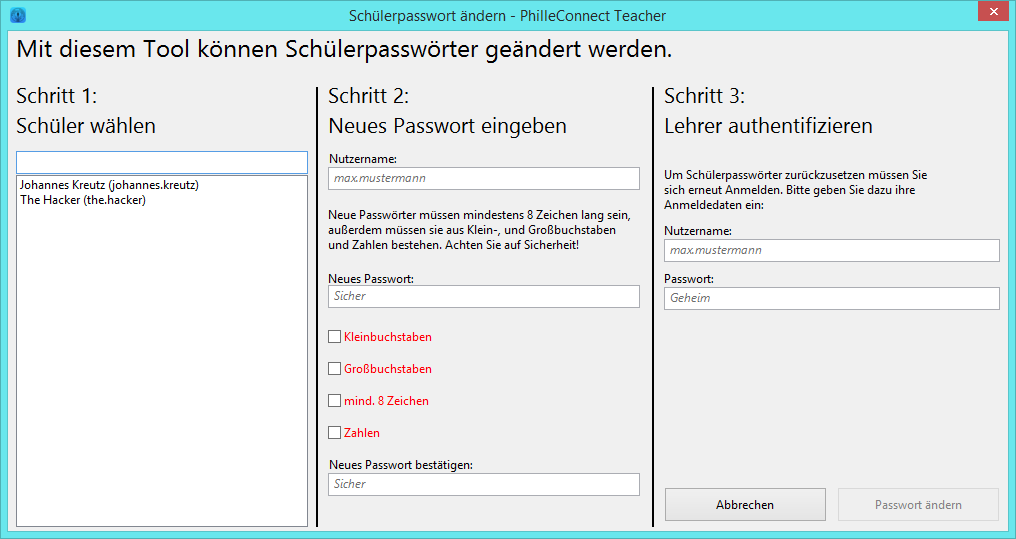 Schülerpasswort ändern - PhilleConnect Teacher
Mit diesem Tool können Schülerpasswörter geändert werden.
Schritt 1:
Schüler wählen
Johannes Kreutz (johannes.kreutz)
The Hacker (the.hacker)
Schritt 2:
Neues Passwort eingeben
Nutzername:
max.mustermann
Neue Passwörter müssen mindestens 8 Zeichen lang sein,
außerdem müssen sie aus Klein-, und Großbuchstaben
und Zahlen bestehen. Achten Sie auf Sicherheit!
Neues Passwort:
Sicher
Kleinbuchstaben
Großbuchstaben
mind. 8 Zeichen
Zahlen
Neues Passwort bestätigen:
Sicher
Schritt 3:
Lehrer authentifizieren
Um Schülerpasswörter zurückzusetzen müssen Sie
sich erneut Anmelden. Bitte geben Sie dazu ihre
Anmeldedaten ein:
Nutzername:
max.mustermann
Passwort:
Geheim
Abbrechen
Passwort ändern